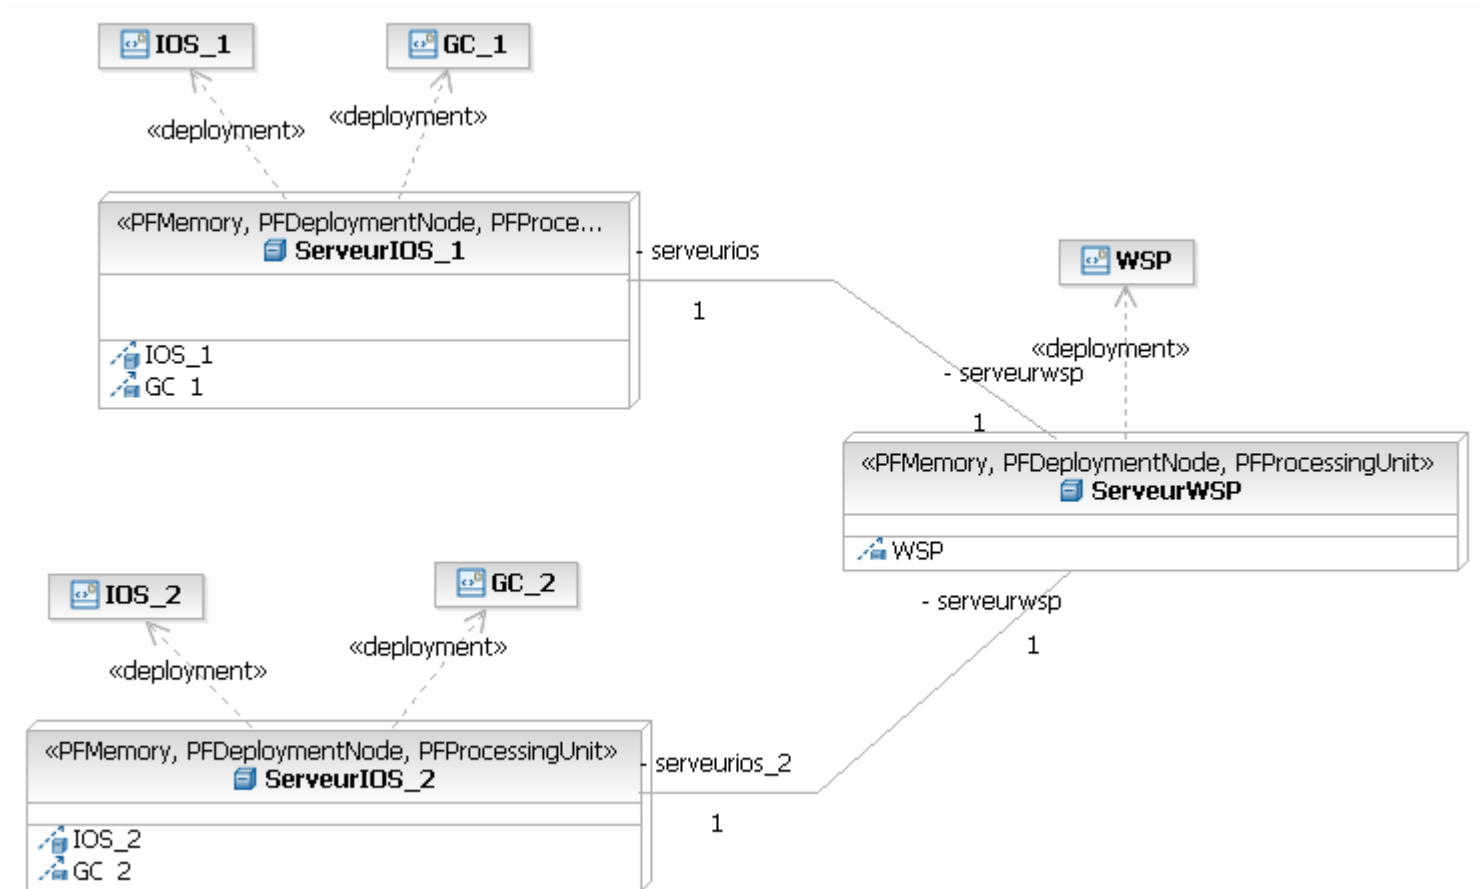 IOS_1
GC_1
«deployment»
«deployment»
«PFMemory, PFDeploymentNode, PFProce...
ServeurIOS_1
IOS_1
GC_1
- serveurios
1
WSP
«deployment»
- serveurwsp
1
«PFMemory, PFDeploymentNode, PFProcessingUnit»
ServeurWSP
WSP
- serveurwsp
1
IOS_2
GC_2
«deployment»
«deployment»
«PFMemory, PFDeploymentNode, PFProcessingUnit»
ServeurIOS_2
IOS_2
GC_2
- serveurios_2
1